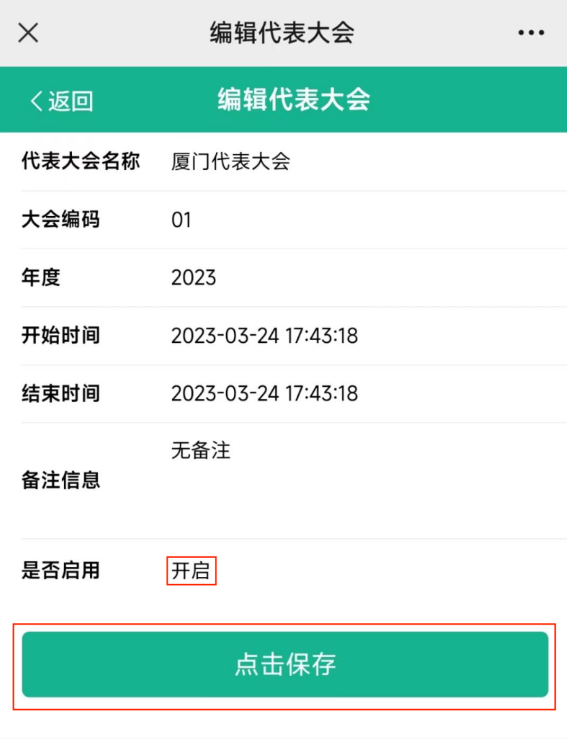 编辑代表大会
返回 编辑代表大会
代表大会名称 厦门代表大会
大会编码 01
年度 2023
开始时间 2023-03-24 17:43:18
结束时间 2023-03-24 17:43:18
无备注
备注信息
是否启用 开启
点击保存